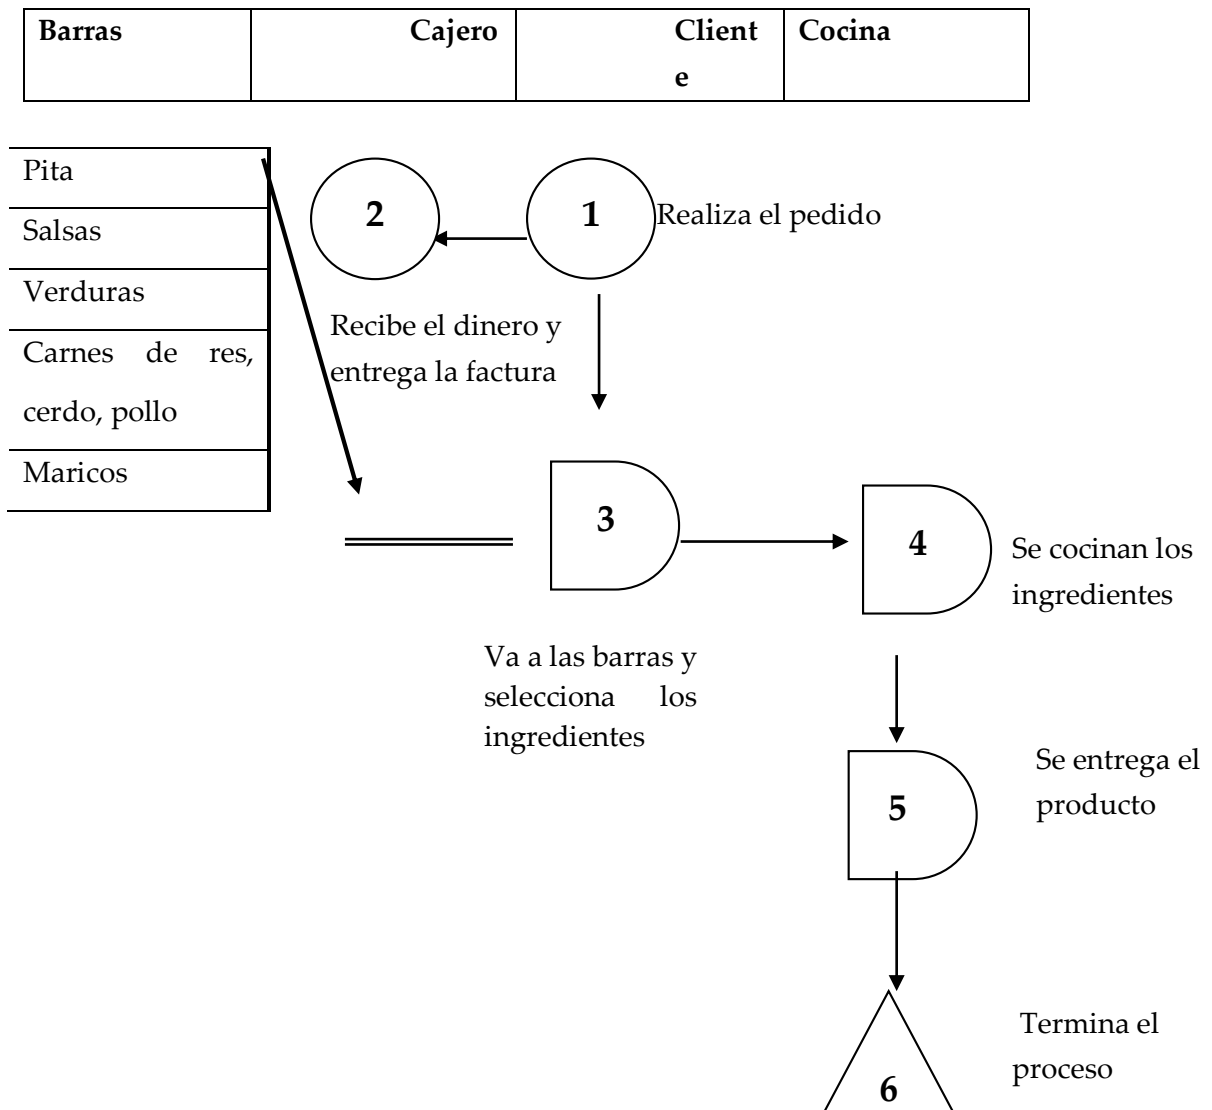 Barras
Cajero
Client
e
Cocina
Pita
Salsas
Verduras
Carnes de res,
cerdo, pollo
Maricos
2
1
Realiza el pedido
Recibe el dinero y
entrega la factura
3
4
Se cocinan los
ingredientes
Va a las barras y
selecciona los
ingredientes
5
Se entrega el
producto
Termina el
proceso
6